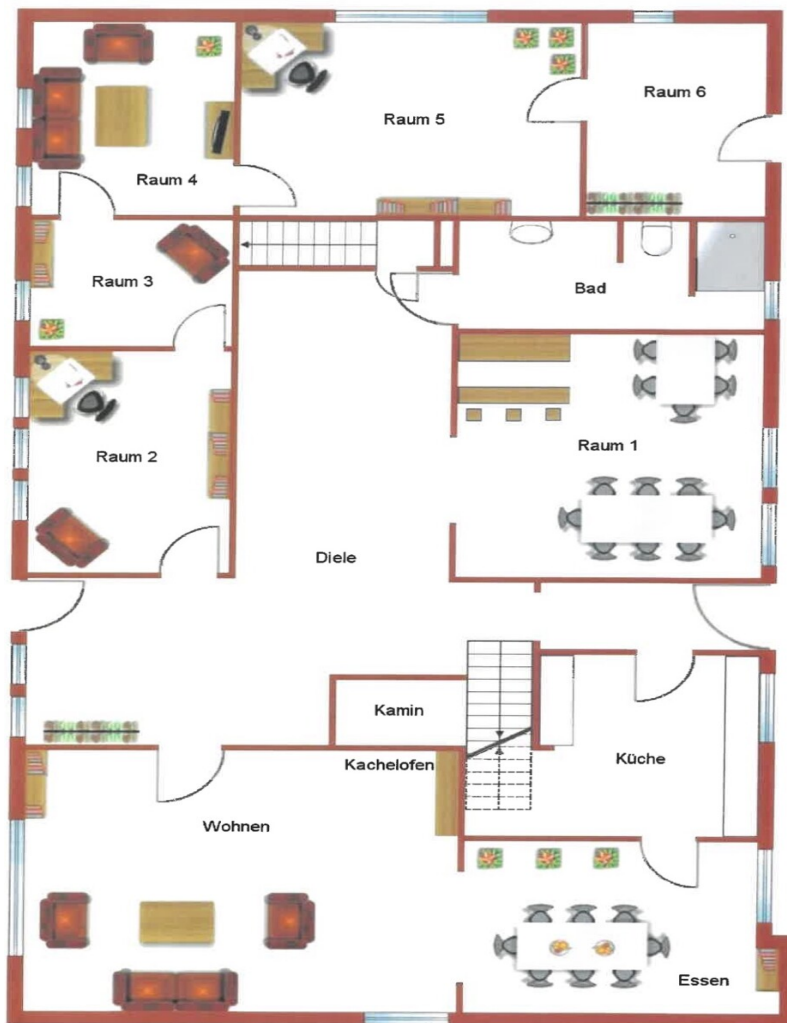 Raum 6
Raum 5
Raum 4
Raum 3
Bad
Raum 1
Raum 2
Diele
Kamin
Kachelofen
Küche
Wohnen
Essen